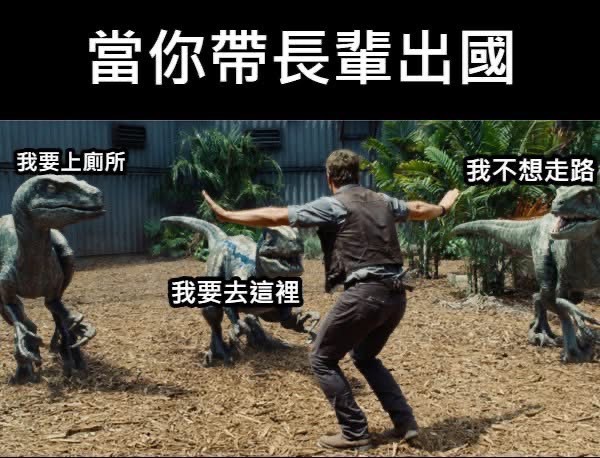 當你帶長輩出國
我要上廁所
我不想走路
我要去這裡